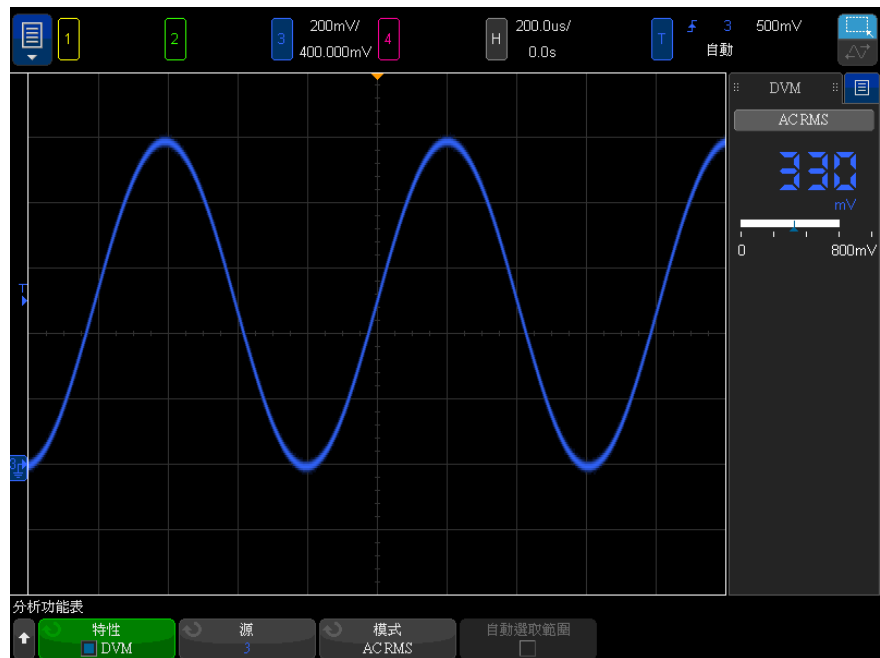 1
2
3
200mV/
400.000mV
4
H
200.0us/
0.0s
T
3
500mV
自動
DVM
AC RMS
330
mV
0
800mV
T
3
分析功能表
特性
DVM
源
3
模式
AC RMS
自動選取範圍